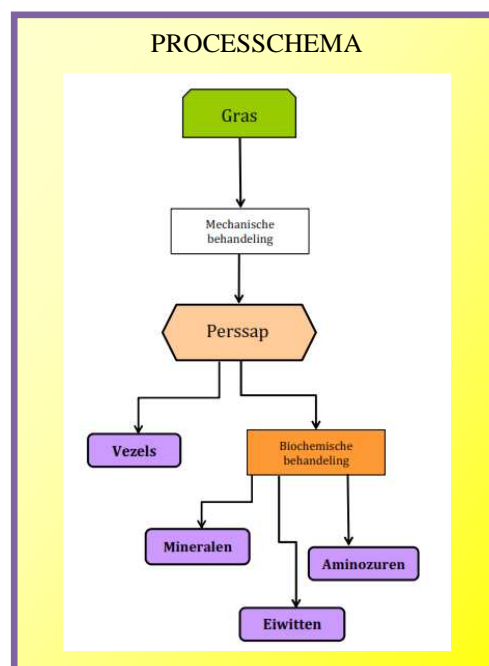 PROCESSCHEMA
Gras
Mechanische
behandeling
Perssap
Vezels
Biochemische
behandeling
Mineralen
Aminozuren
Eiwitten